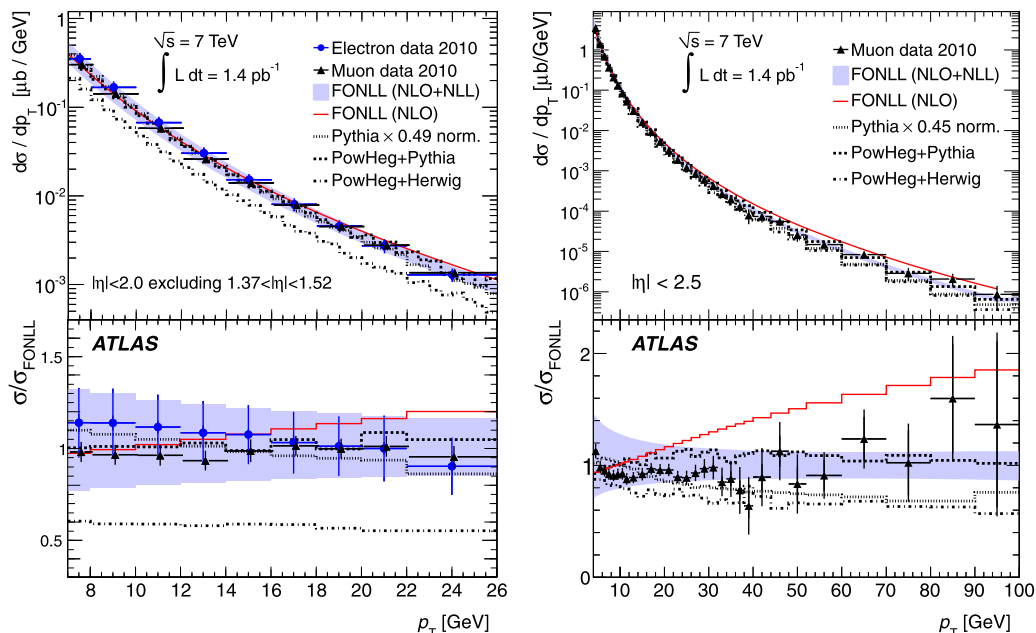 dσ / dp_T [μb / GeV]
1
10⁻¹
10⁻²
10⁻³
√s = 7 TeV
∫ L dt = 1.4 pb⁻¹
Electron data 2010
Muon data 2010
FONLL (NLO+NLL)
FONLL (NLO)
Pythia × 0.49 norm.
PowHeg+Pythia
PowHeg+Herwig
|η|<2.0 excluding 1.37<|η|<1.52
σ/σ_FONLL
1.5
1
0.5
ATLAS
8 10 12 14 16 18 20 22 24 26
p_T [GeV]
dσ / dp_T [μb/GeV]
1
10⁻¹
10⁻²
10⁻³
10⁻⁴
10⁻⁵
10⁻⁶
√s = 7 TeV
∫ L dt = 1.4 pb⁻¹
Muon data 2010
FONLL (NLO+NLL)
FONLL (NLO)
Pythia × 0.45 norm.
PowHeg+Pythia
PowHeg+Herwig
|η| < 2.5
σ/σ_FONLL
2
1
0
ATLAS
10 20 30 40 50 60 70 80 90 100
p_T [GeV]